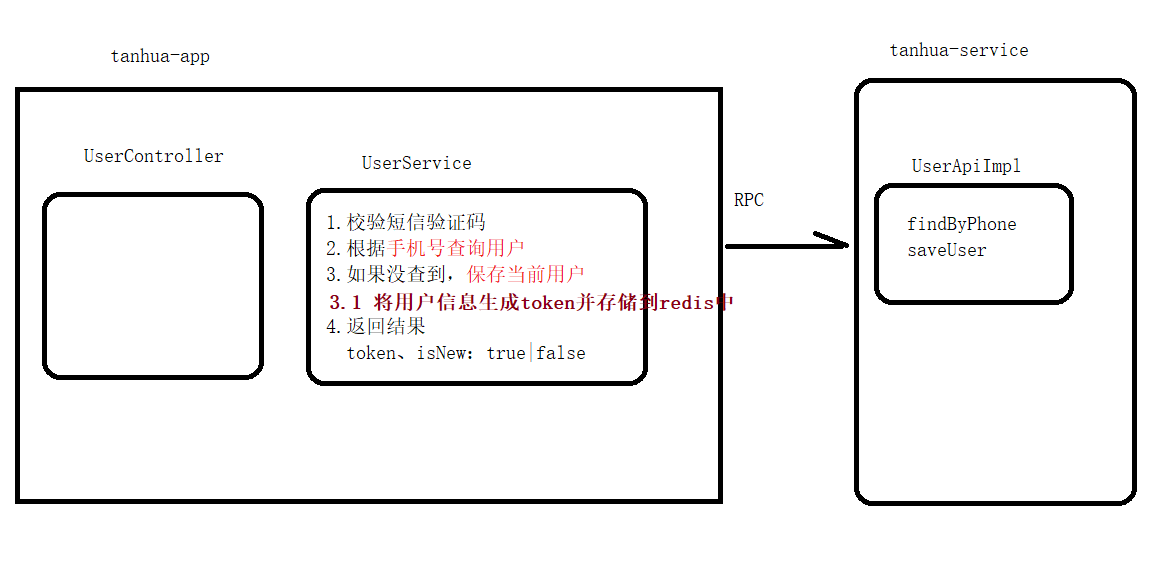 tanhua-app
tanhua-service
UserController
UserService
1.校验短信验证码
2.根据手机号查询用户
3.如果没查到，保存当前用户
3.1 将用户信息生成token并存储到redis中
4.返回结果
token、isNew：true|false
RPC
UserApiImpl
findByPhone
saveUser